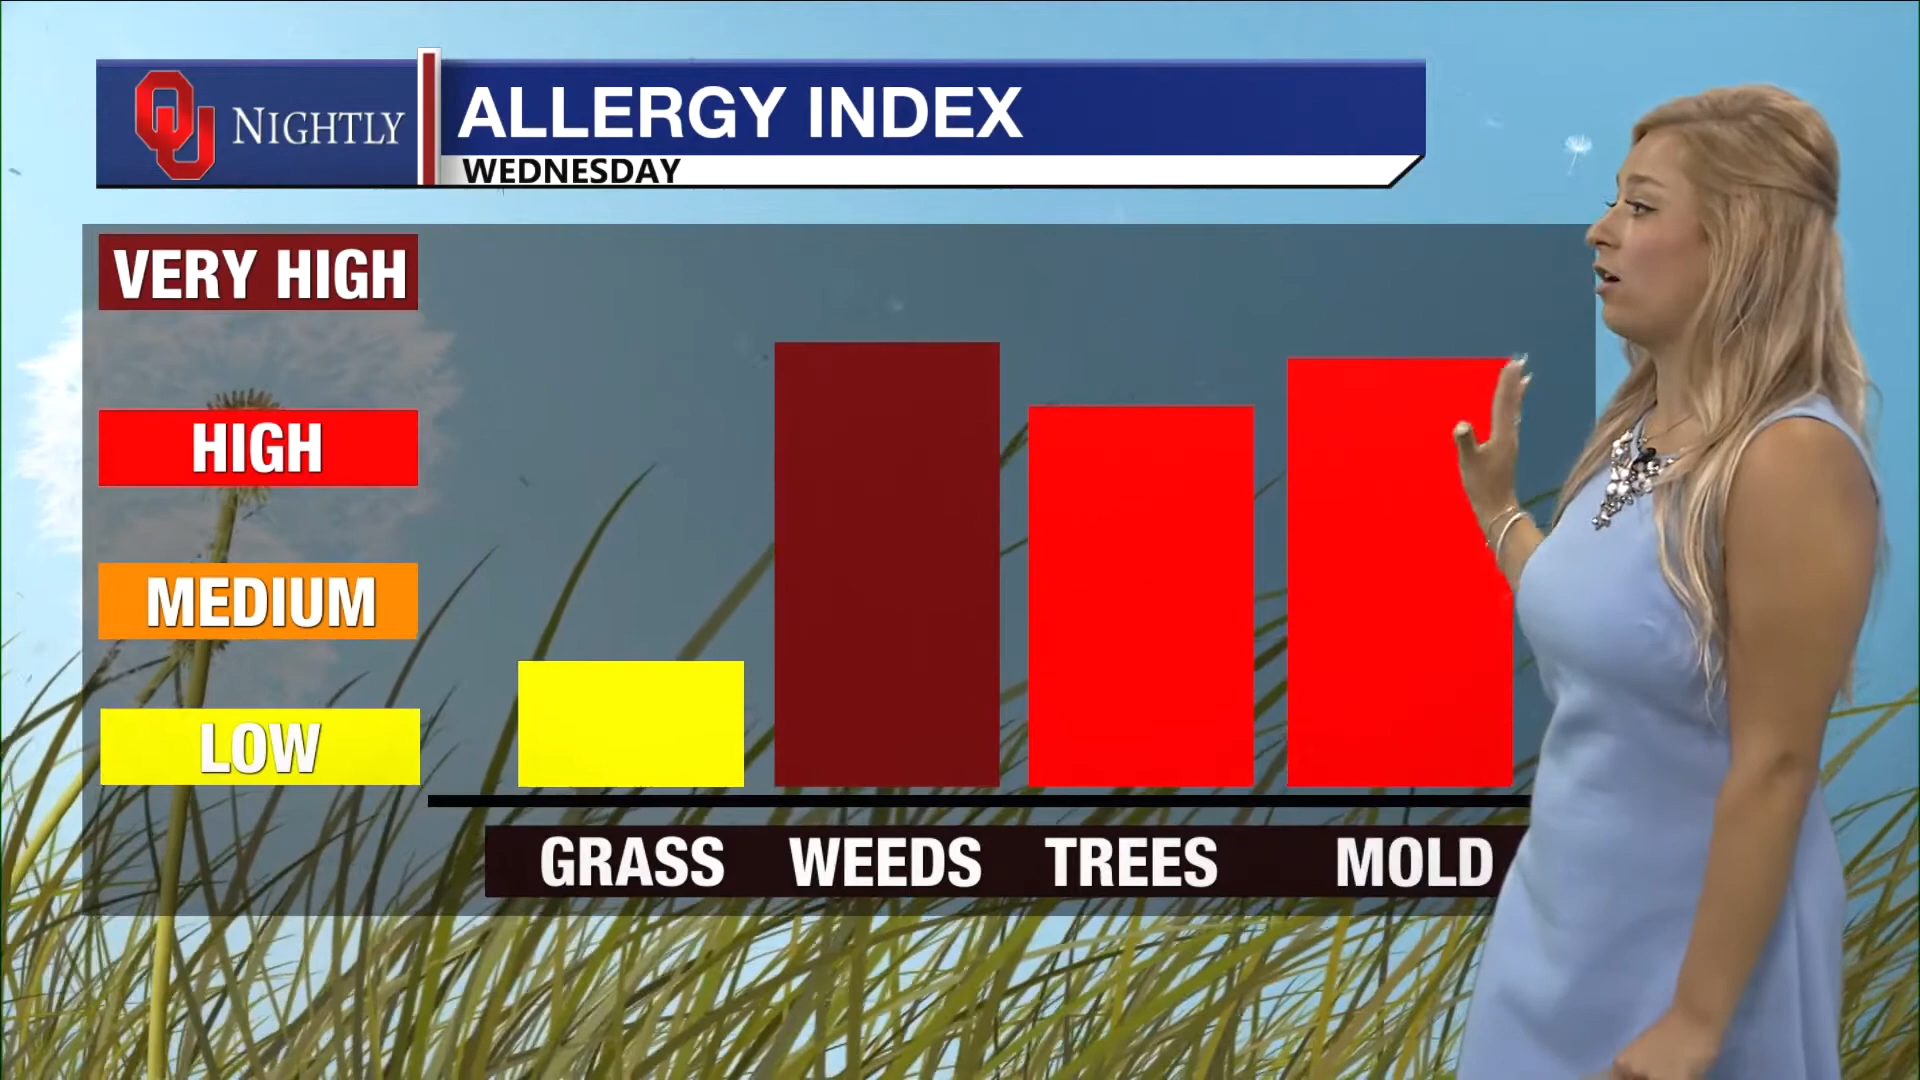 OU NIGHTLY
ALLERGY INDEX
WEDNESDAY
VERY HIGH
HIGH
MEDIUM
LOW
GRASS WEEDS TREES MOLD